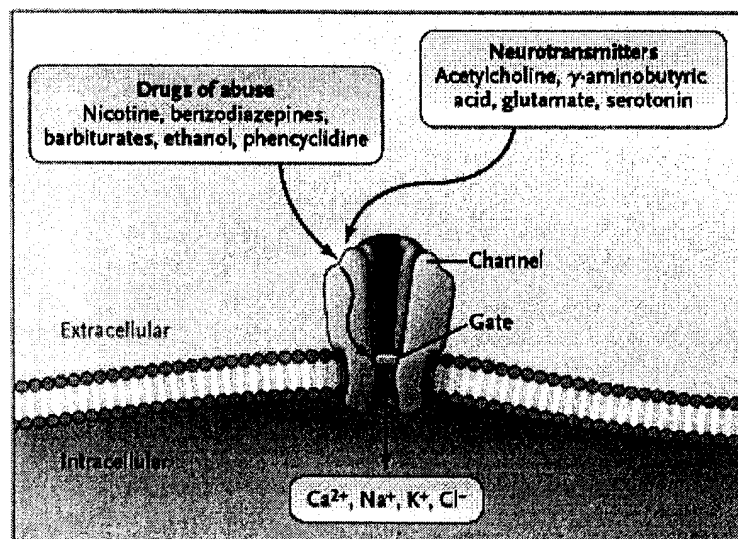 Neurotransmitters
Acetylcholine, γ-aminobutyric
acid, glutamate, serotonin
Drugs of abuse
Nicotine, benzodiazepines,
barbiturates, ethanol, phencyclidine
Channel
Gate
Extracellular
Intracellular
Ca²⁺, Na⁺, K⁺, Cl⁻